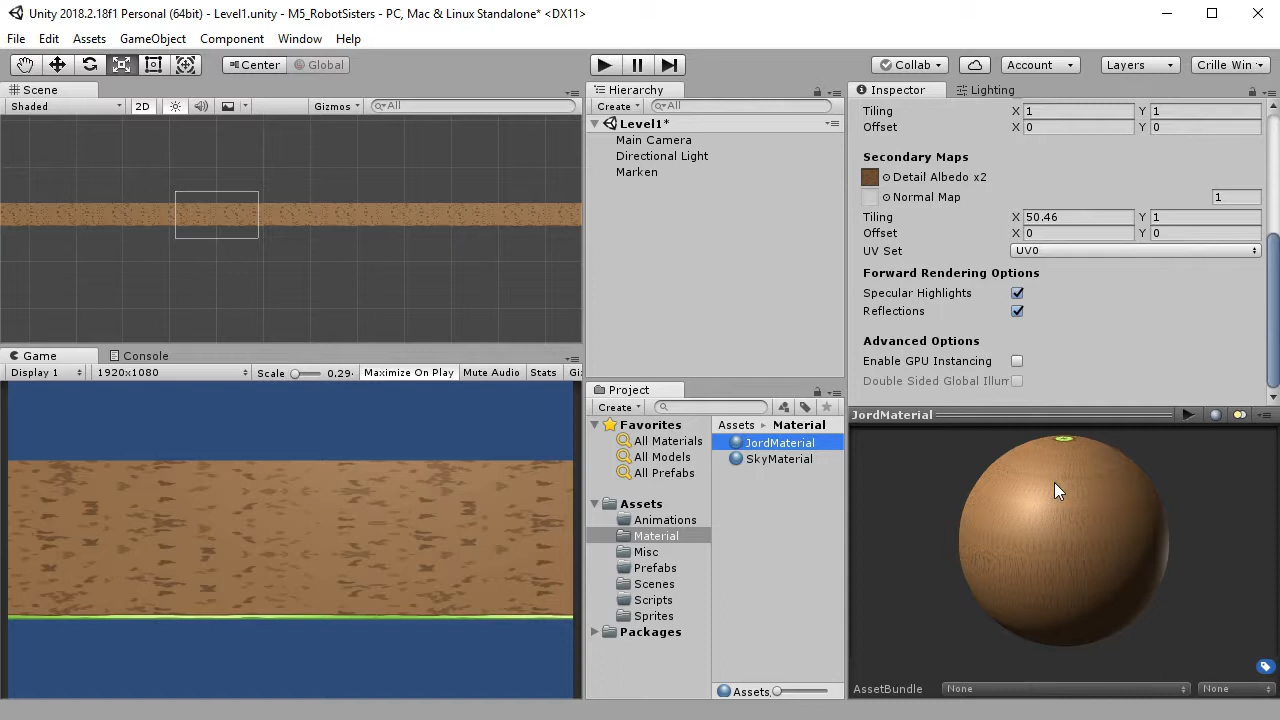 Unity 2018.2.18f1 Personal (64bit) - Level1.unity - M5_RobotSisters - PC, Mac & Linux Standalone* <DX11>
File Edit Assets GameObject Component Window Help
Center Global Collab Account Layers Crille Win
Scene
Shaded 2D Gizmos All
Hierarchy
Create All
Level1*
Main Camera
Directional Light
Marken
Inspector Lighting
Tiling X 1 Y 1
Offset X 0 Y 0
Secondary Maps
Detail Albedo x2
Normal Map 1
Tiling X 50.46 Y 1
Offset X 0 Y 0
UV Set UV0
Forward Rendering Options
Specular Highlights
Reflections
Advanced Options
Enable GPU Instancing
Double Sided Global Illum
Game Console
Display 1 1920x1080 Scale 0.29 Maximize On Play Mute Audio Stats Giz
Project
Create
Favorites
All Materials
All Models
All Prefabs
Assets
Animations
Material
Misc
Prefabs
Scenes
Scripts
Sprites
Packages
Assets Material
JordMaterial
SkyMaterial
Assets
JordMaterial
AssetBundle None None